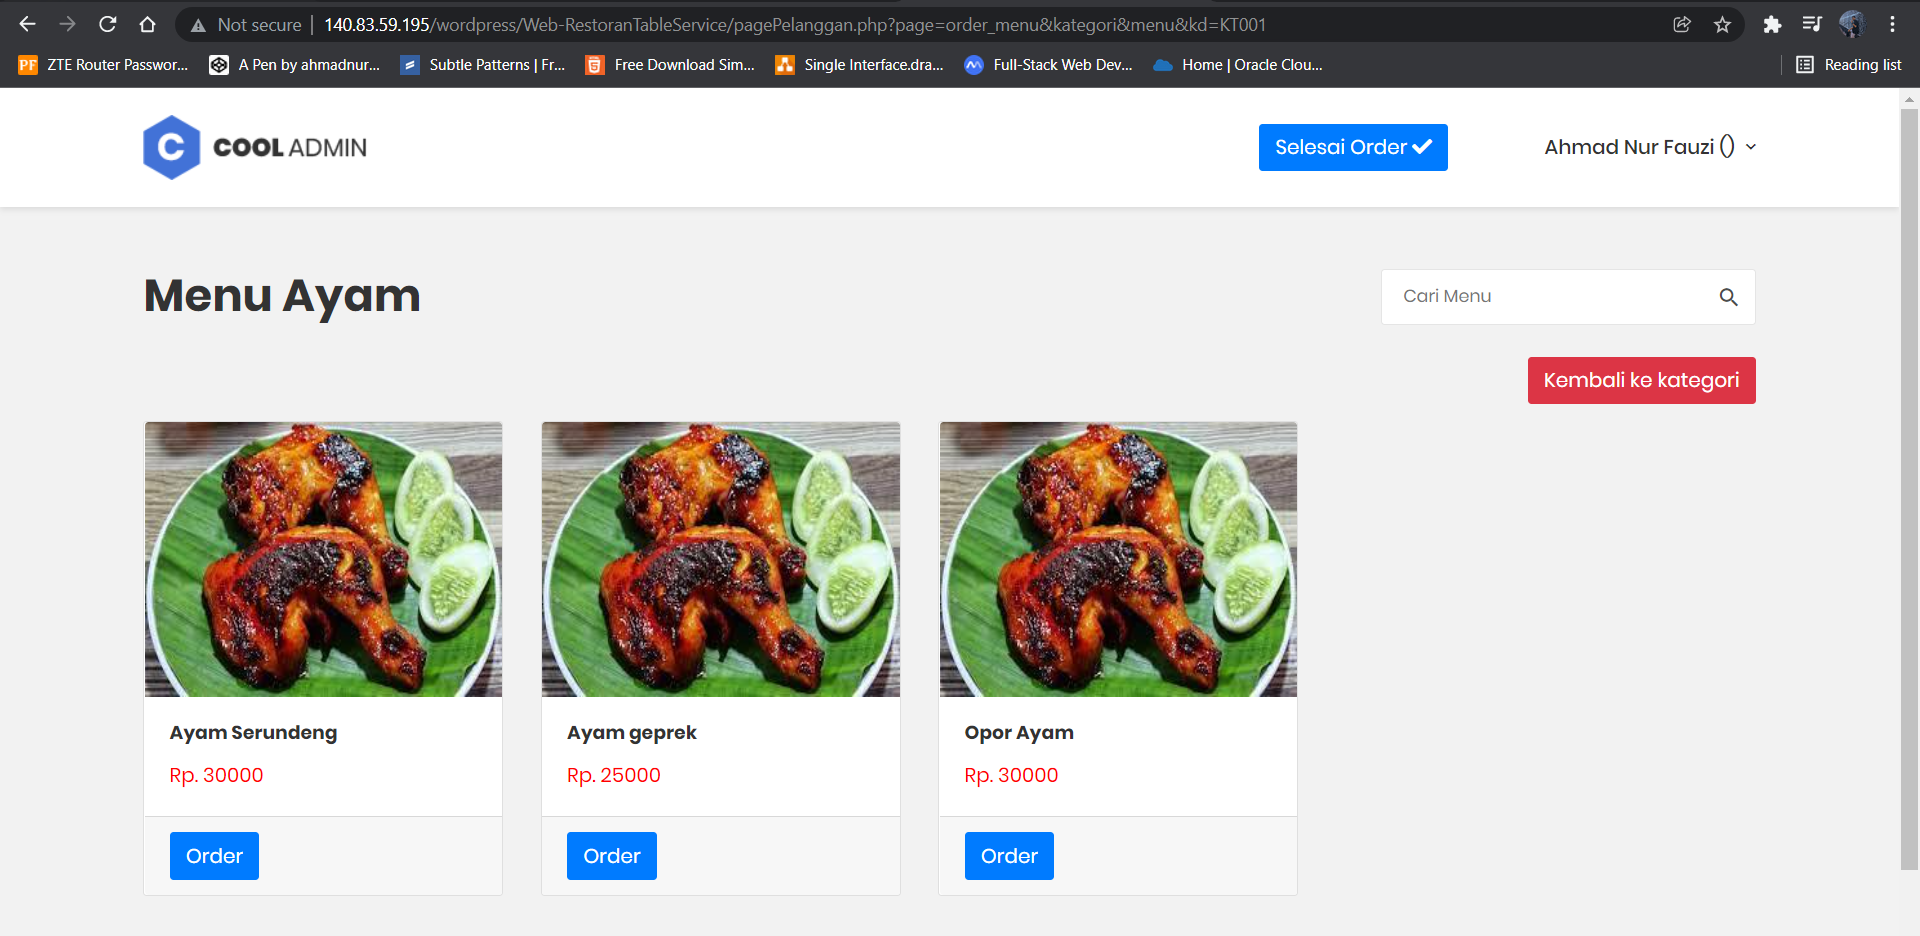 Not secure | 140.83.59.195/wordpress/Web-RestoranTableService/pagePelanggan.php?page=order_menu&kategori&menu&kd=KT001
PF ZTE Router Passwor... A Pen by ahmadnur... Subtle Patterns | Fr... Free Download Sim... Single Interface.dra... Full-Stack Web Dev... Home | Oracle Clou... Reading list
C COOL ADMIN Selesai Order Ahmad Nur Fauzi ()
Menu Ayam
Cari Menu
Kembali ke kategori
Ayam Serundeng
Rp. 30000
Order
Ayam geprek
Rp. 25000
Order
Opor Ayam
Rp. 30000
Order